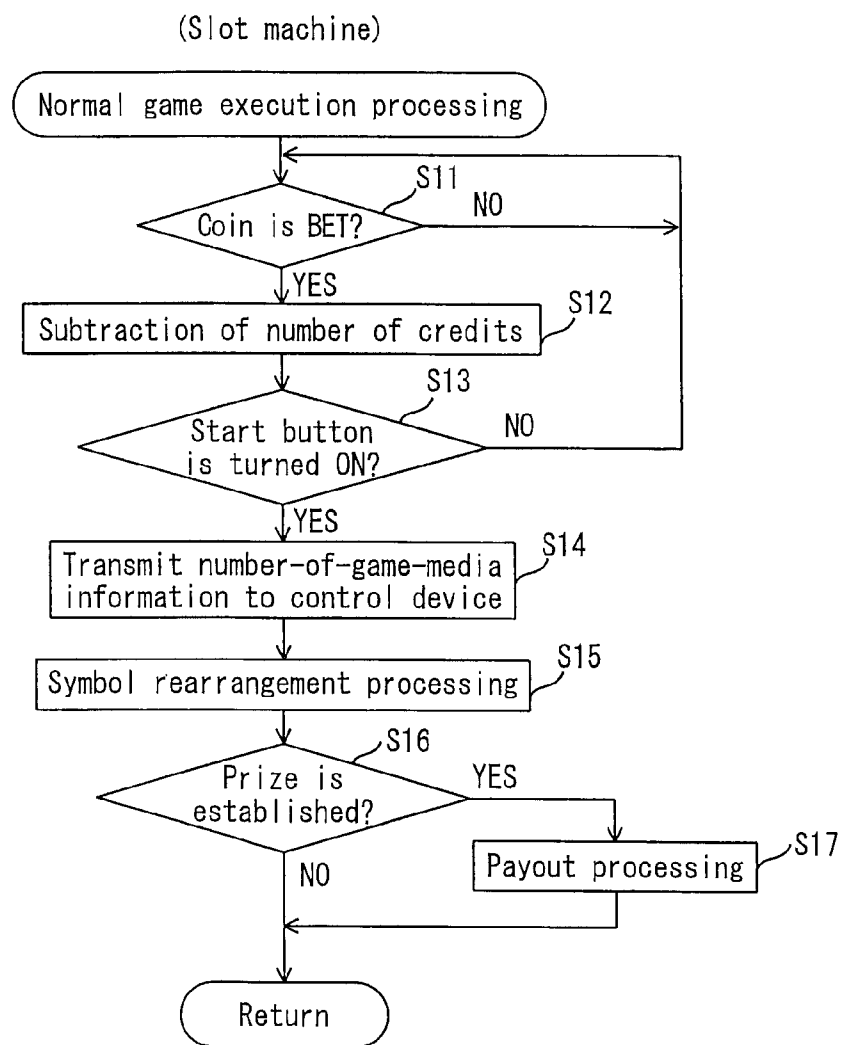 (Slot machine)
Normal game execution processing
S11
Coin is BET?
NO
YES
S12
Subtraction of number of credits
S13
Start button
is turned ON?
NO
YES
S14
Transmit number-of-game-media
information to control device
S15
Symbol rearrangement processing
S16
Prize is
established?
YES
NO
S17
Payout processing
Return